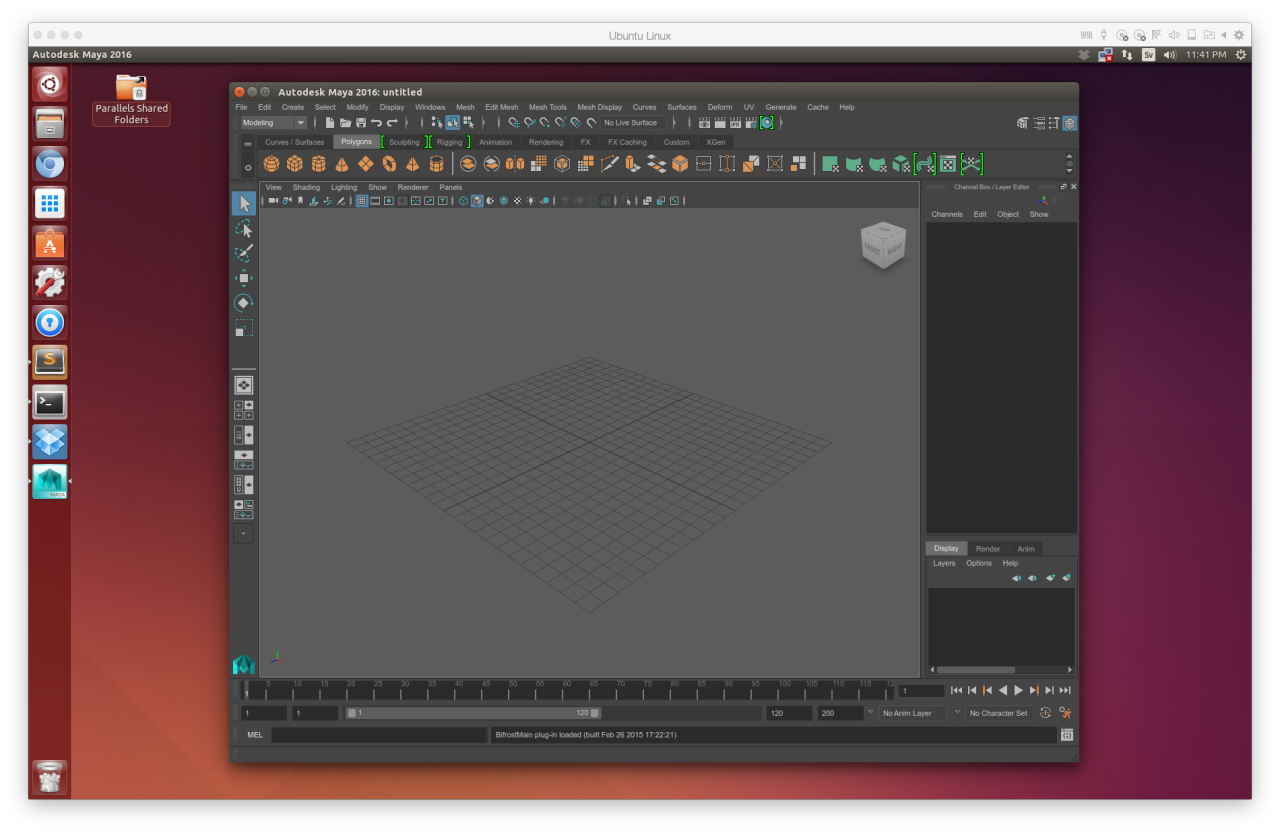 Ubuntu Linux
Autodesk Maya 2016
Sv
11:41 PM
Parallels Shared
Folders
Autodesk Maya 2016: untitled
File Edit Create Select Modify Display Windows Mesh Edit Mesh Mesh Tools Mesh Display Curves Surfaces Deform UV Generate Cache Help
Modeling
No Live Surface
Curves / Surfaces Polygons Sculpting Rigging Animation Rendering FX FX Caching Custom XGen
View Shading Lighting Show Renderer Panels
Channel Box / Layer Editor
Channels Edit Object Show
FRONT RIGHT
Display Render Anim
Layers Options Help
MAYA
1 5 10 15 20 25 30 35 40 45 50 55 60 65 70 75 80 85 90 95 100 105 110 115 12
1
1 1 1 120 120 200 No Anim Layer No Character Set
MEL
BifrostMain plug-in loaded (built Feb 26 2015 17:22:21)